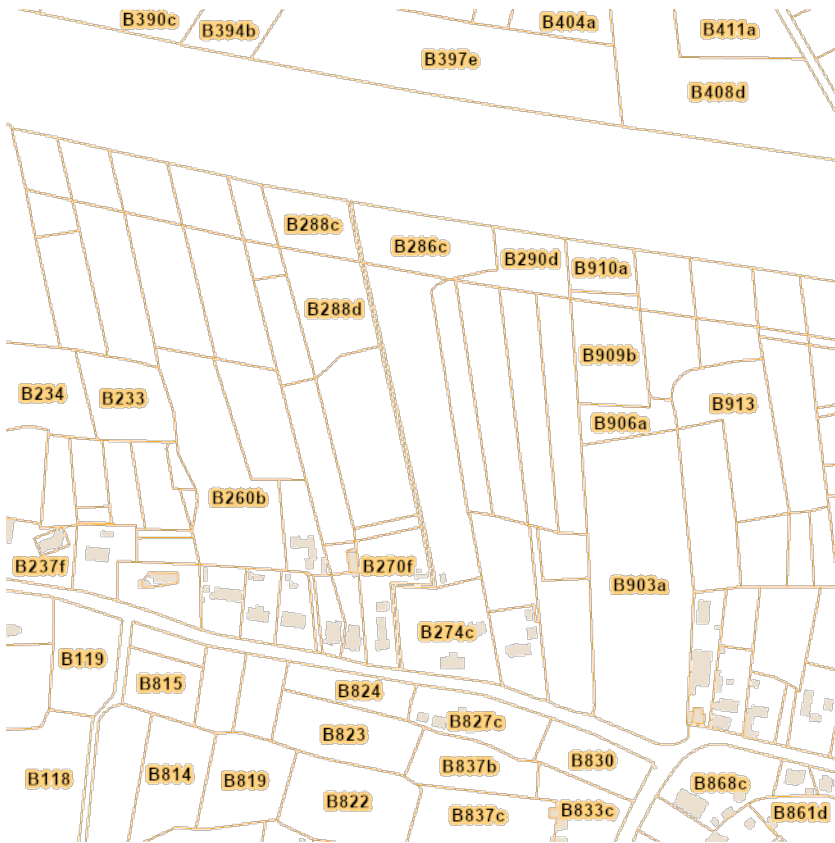 B390c
B394b
B404a
B411a
B397e
B408d
B288c
B286c
B290d
B910a
B288d
B909b
B234
B233
B913
B906a
B260b
B237f
B270f
B903a
B274c
B119
B815
B824
B827c
B823
B830
B118
B814
B819
B837b
B822
B868c
B837c
B833c
B861d